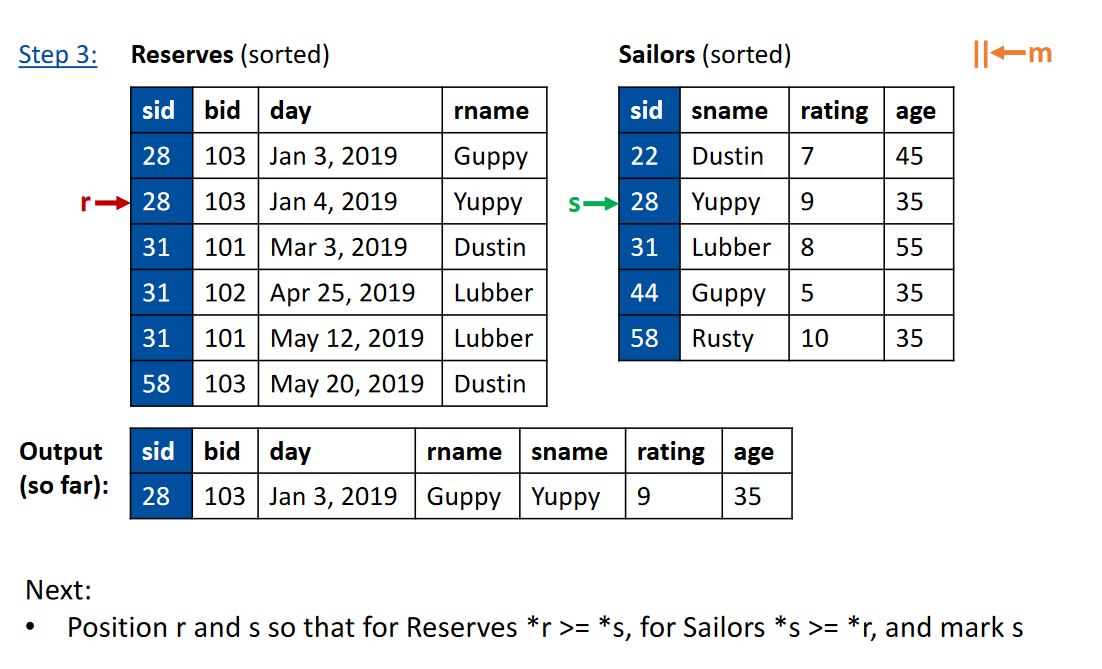 Step 3: Reserves (sorted) Sailors (sorted) ||←m
sid bid day rname
28 103 Jan 3, 2019 Guppy
r→ 28 103 Jan 4, 2019 Yuppy
31 101 Mar 3, 2019 Dustin
31 102 Apr 25, 2019 Lubber
31 101 May 12, 2019 Lubber
58 103 May 20, 2019 Dustin
sid sname rating age
22 Dustin 7 45
s→ 28 Yuppy 9 35
31 Lubber 8 55
44 Guppy 5 35
58 Rusty 10 35
Output
(so far):
sid bid day rname sname rating age
28 103 Jan 3, 2019 Guppy Yuppy 9 35
Next:
• Position r and s so that for Reserves *r >= *s, for Sailors *s >= *r, and mark s